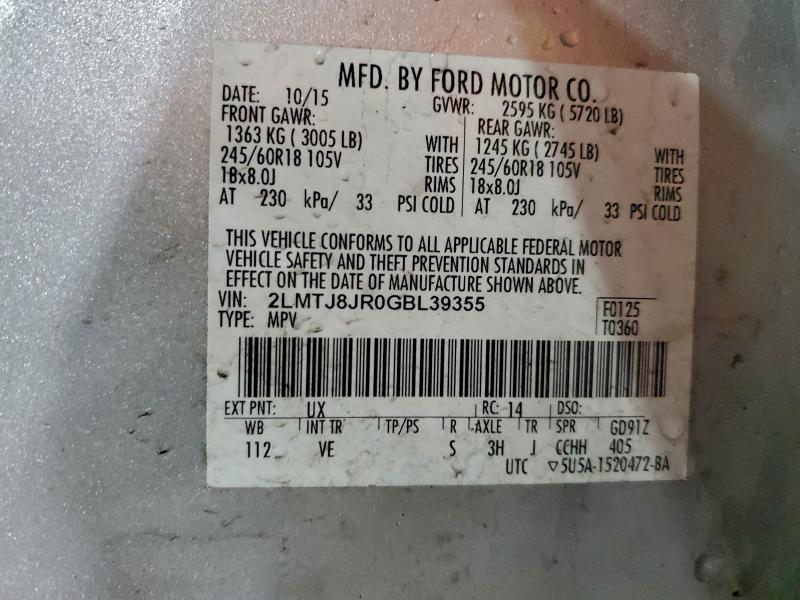 MFD. BY FORD MOTOR CO.
DATE: 10/15 GVWR: 2595 KG ( 5720 LB)
FRONT GAWR: REAR GAWR:
1363 KG ( 3005 LB) WITH 1245 KG ( 2745 LB) WITH
245/60R18 105V TIRES 245/60R18 105V TIRES
18x8.0J RIMS 18x8.0J RIMS
AT 230 kPa/ 33 PSI COLD AT 230 kPa/ 33 PSI COLD
THIS VEHICLE CONFORMS TO ALL APPLICABLE FEDERAL MOTOR
VEHICLE SAFETY AND THEFT PREVENTION STANDARDS IN
EFFECT ON THE DATE OF MANUFACTURE SHOWN ABOVE.
VIN: 2LMTJ8JR0GBL39355 F0125
TYPE: MPV T0360
EXT PNT: UX RC: 14 DSO:
WB INT TR TP/PS R AXLE TR SPR GD91Z
112 VE S 3H J CCHH 405
UTC ▽5U5A-1520472-BA